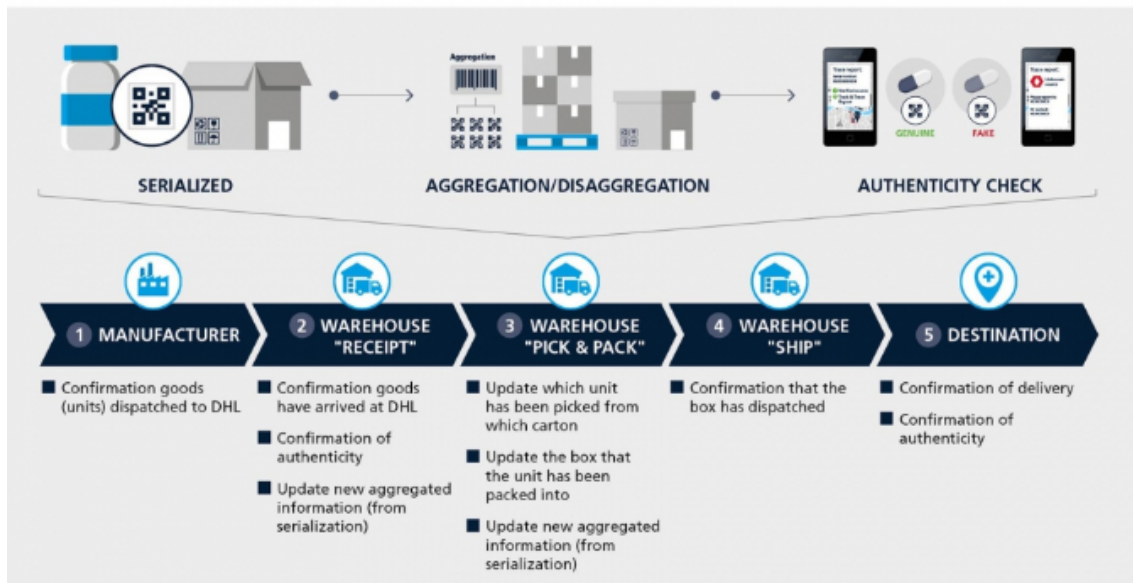 Aggregation
Trace report:
Trace report:
GENUINE
FAKE
SERIALIZED
AGGREGATION/DISAGGREGATION
AUTHENTICITY CHECK
1 MANUFACTURER
2 WAREHOUSE
"RECEIPT"
3 WAREHOUSE
"PICK & PACK"
4 WAREHOUSE
"SHIP"
5 DESTINATION
Confirmation goods
(units) dispatched to DHL
Confirmation goods
have arrived at DHL
Confirmation of
authenticity
Update new aggregated
information (from
serialization)
Update which unit
has been picked from
which carton
Update the box that
the unit has been
packed into
Update new aggregated
information (from
serialization)
Confirmation that the
box has dispatched
Confirmation of delivery
Confirmation of
authenticity